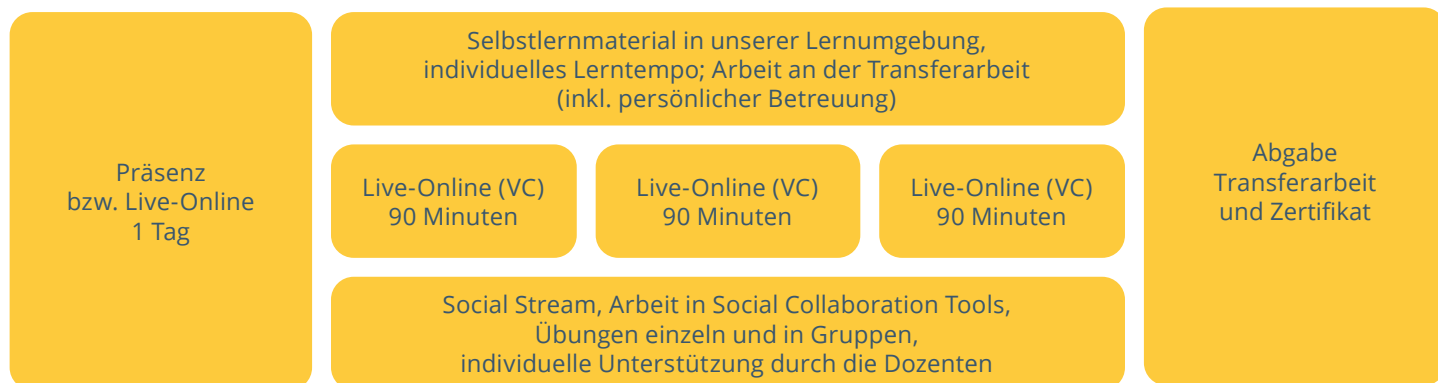 Präsenz
bzw. Live-Online
1 Tag
Selbstlernmaterial in unserer Lernumgebung,
individuelles Lerntempo; Arbeit an der Transferarbeit
(inkl. persönlicher Betreuung)
Live-Online (VC)
90 Minuten
Live-Online (VC)
90 Minuten
Live-Online (VC)
90 Minuten
Social Stream, Arbeit in Social Collaboration Tools,
Übungen einzeln und in Gruppen,
individuelle Unterstützung durch die Dozenten
Abgabe
Transferarbeit
und Zertifikat